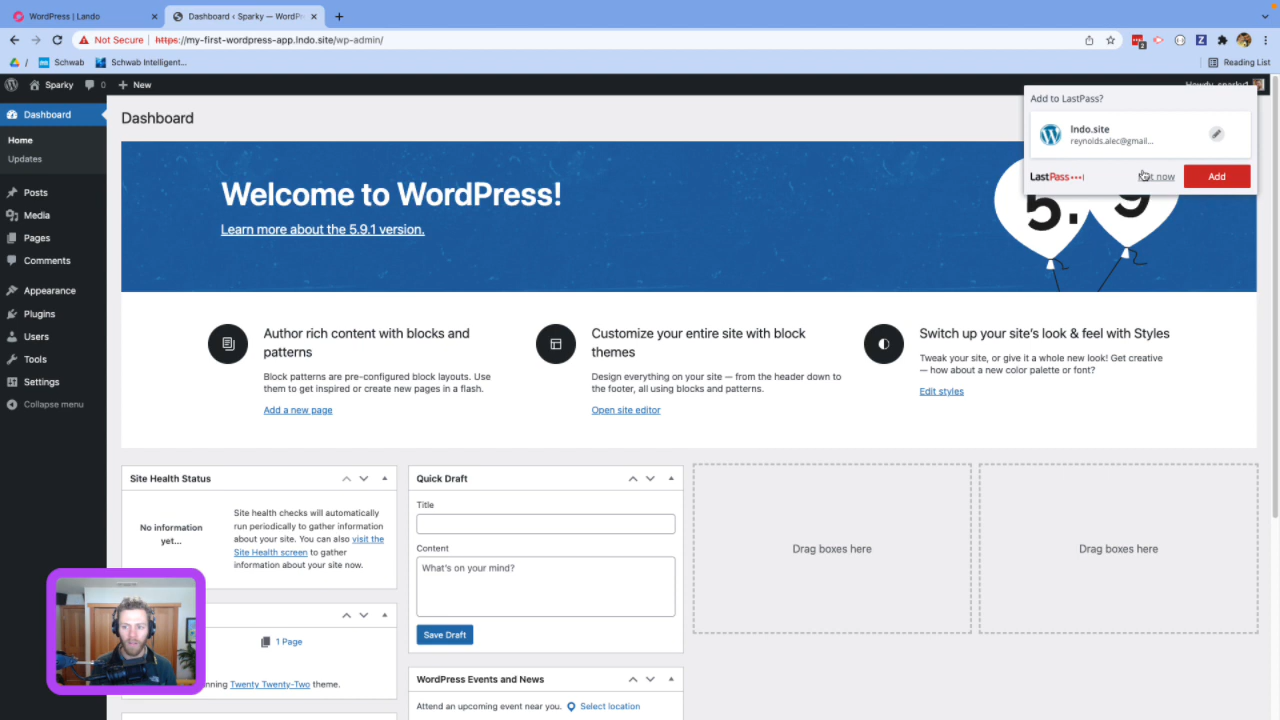 WordPress | Lando
Dashboard ‹ Sparky — WordPr
Not Secure
https://my-first-wordpress-app.lndo.site/wp-admin/
/
Schwab
Schwab Intelligent...
Reading List
Sparky
0
New
Howdy, sparky1
Dashboard
Home
Updates
Posts
Media
Pages
Comments
Appearance
Plugins
Users
Tools
Settings
Collapse menu
Dashboard
Add to LastPass?
lndo.site
reynolds.alec@gmail...
LastPass
now
Add
Welcome to WordPress!
Learn more about the 5.9.1 version.
5.9
Author rich content with blocks and
patterns
Block patterns are pre-configured block layouts. Use
them to get inspired or create new pages in a flash.
Add a new page
Customize your entire site with block
themes
Design everything on your site — from the header down to
the footer, all using blocks and patterns.
Open site editor
Switch up your site's look & feel with Styles
Tweak your site, or give it a whole new look! Get creative
— how about a new color palette or font?
Edit styles
Site Health Status
No information
yet...
Site health checks will automatically
run periodically to gather information
about your site. You can also visit the
Site Health screen to gather
information about your site now.
1 Page
Twenty Twenty-Two theme.
Quick Draft
Title
Content
What's on your mind?
Save Draft
WordPress Events and News
Attend an upcoming event near you.
Select location
Drag boxes here
Drag boxes here